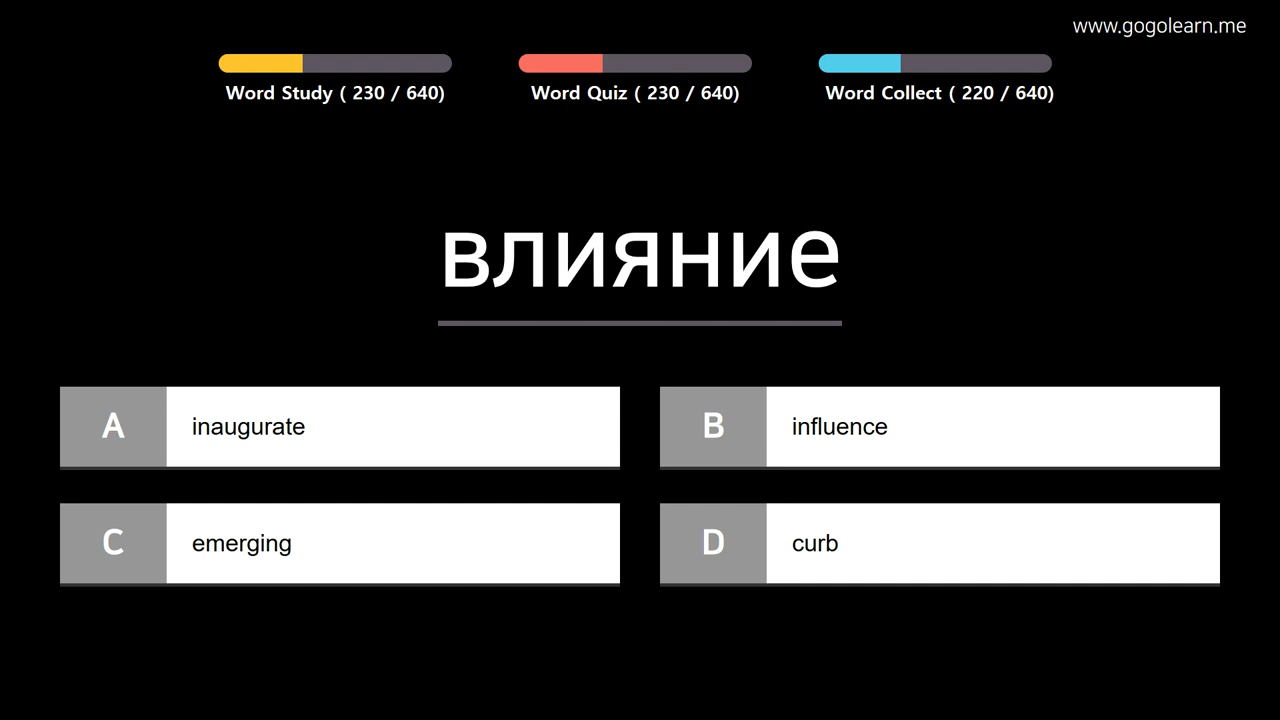 www.gogolearn.me
Word Study ( 230 / 640)
Word Quiz ( 230 / 640)
Word Collect ( 220 / 640)
влияние
A inaugurate
B influence
C emerging
D curb